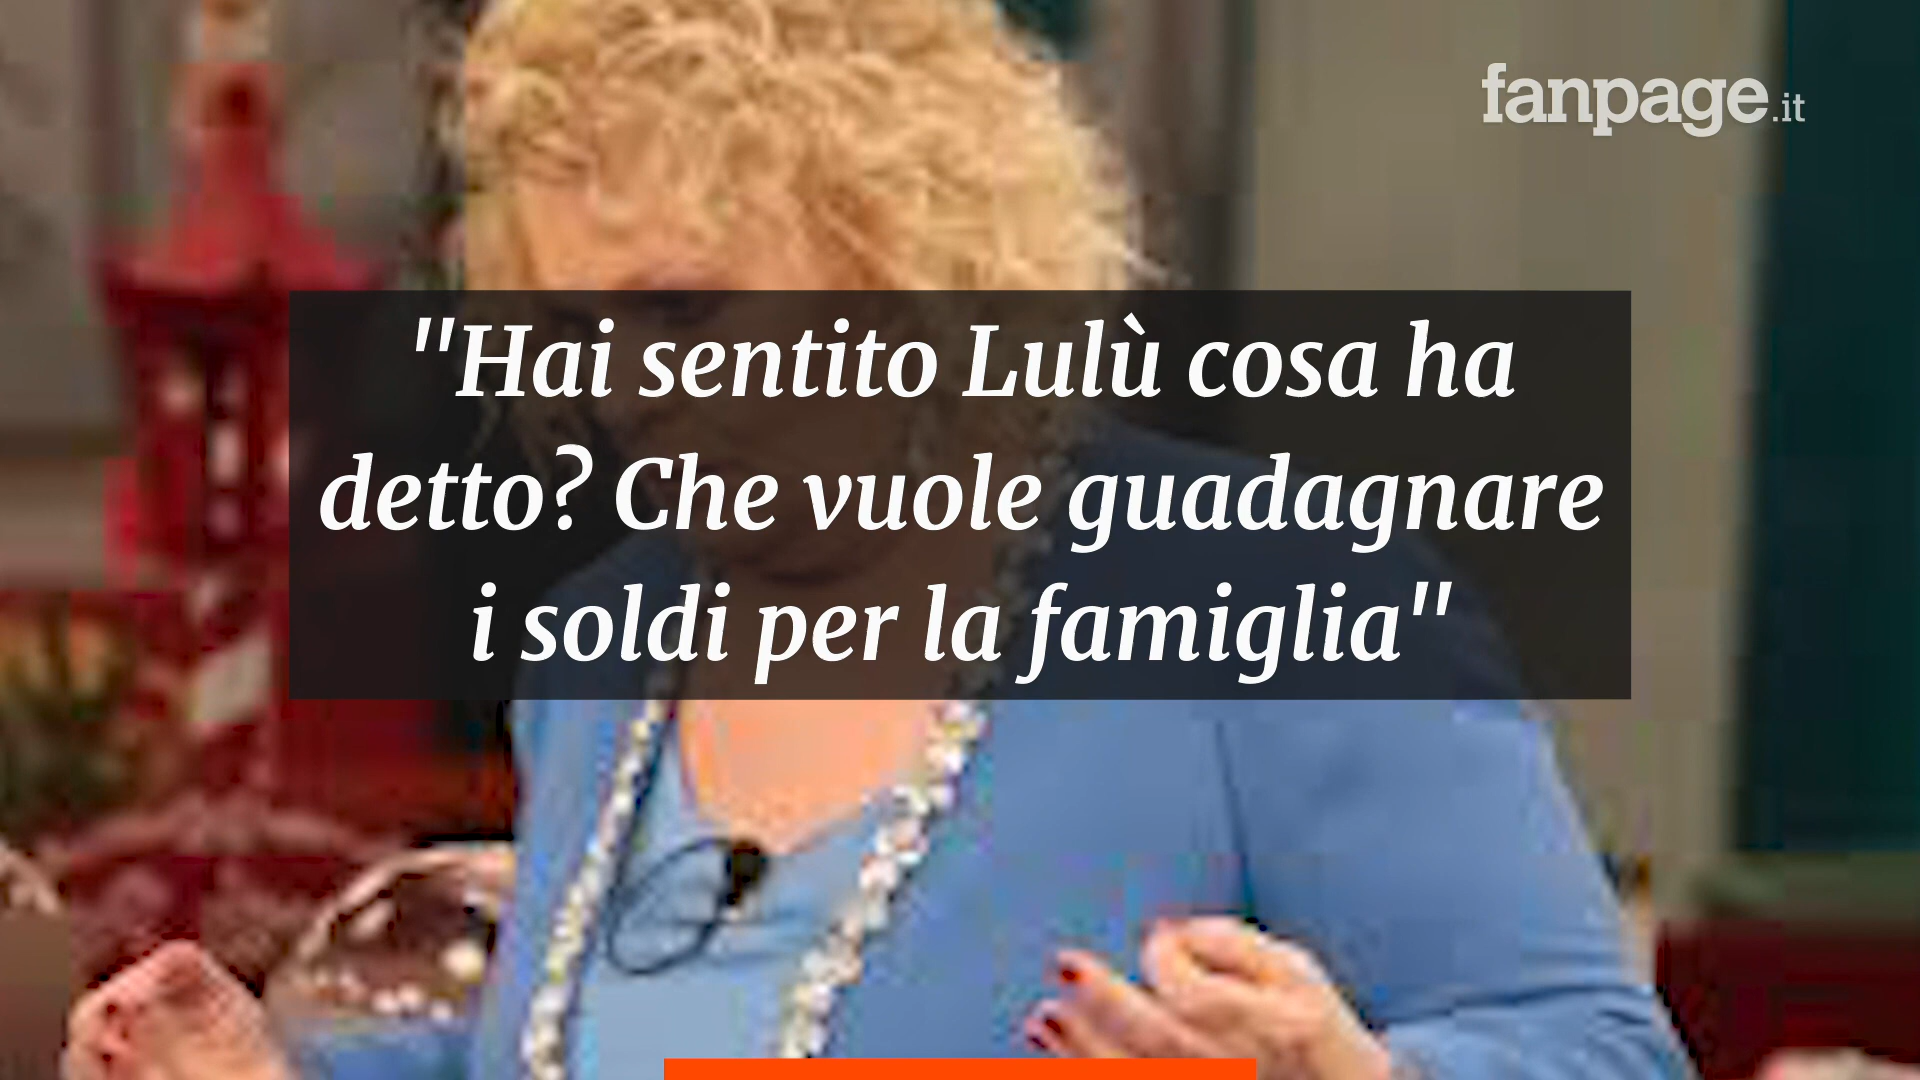 fanpage.it
"Hai sentito Lulù cosa ha
detto? Che vuole guadagnare
i soldi per la famiglia"